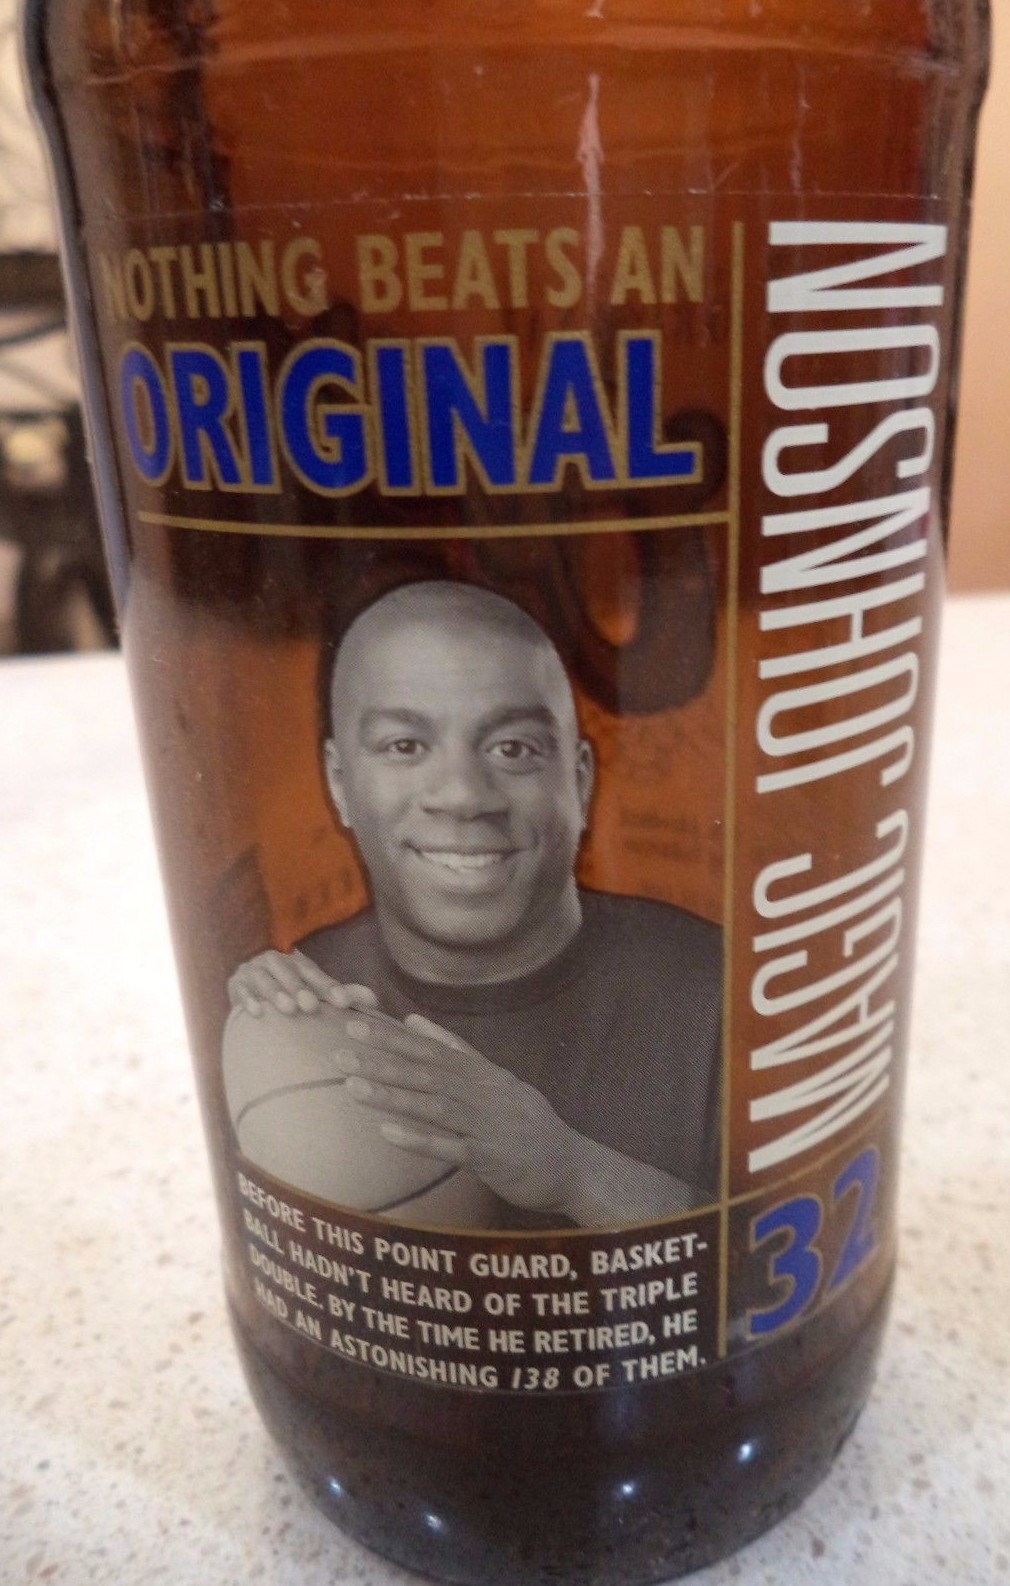 NOTHING BEATS AN
ORIGINAL
MAGIC JOHNSON
32
BEFORE THIS POINT GUARD, BASKET-
BALL HADN'T HEARD OF THE TRIPLE
DOUBLE. BY THE TIME HE RETIRED, HE
HAD AN ASTONISHING 138 OF THEM.